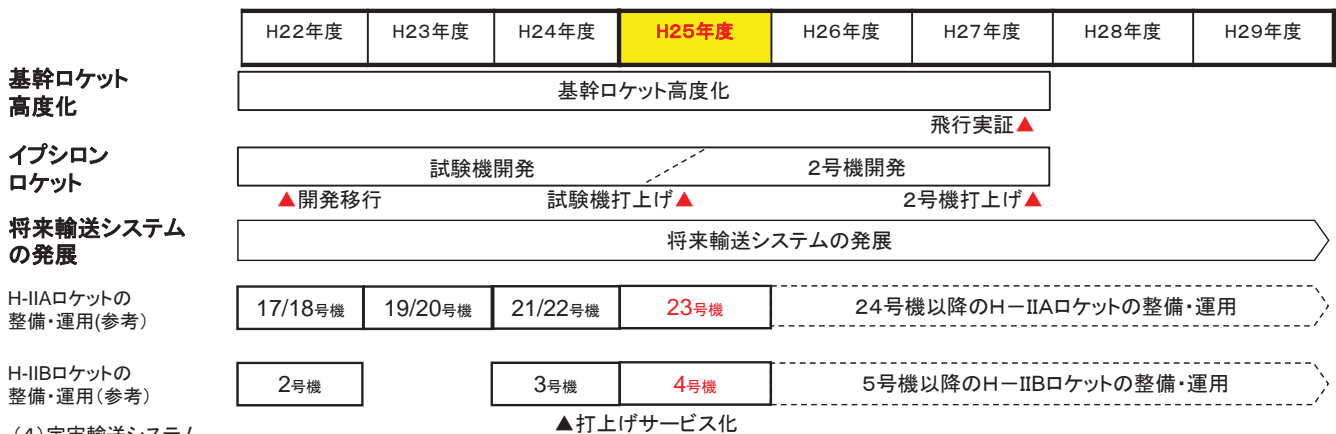 H22年度 H23年度 H24年度 H25年度 H26年度 H27年度 H28年度 H29年度
基幹ロケット
高度化
基幹ロケット高度化
飛行実証▲
イプシロン
ロケット
試験機開発 2号機開発
▲開発移行 試験機打上げ▲ 2号機打上げ▲
将来輸送システム
の発展
将来輸送システムの発展
H-IIAロケットの
整備・運用(参考)
17/18号機 19/20号機 21/22号機 23号機 24号機以降のH-IIAロケットの整備・運用
H-IIBロケットの
整備・運用(参考)
2号機 3号機 4号機 5号機以降のH-IIBロケットの整備・運用
▲打上げサービス化